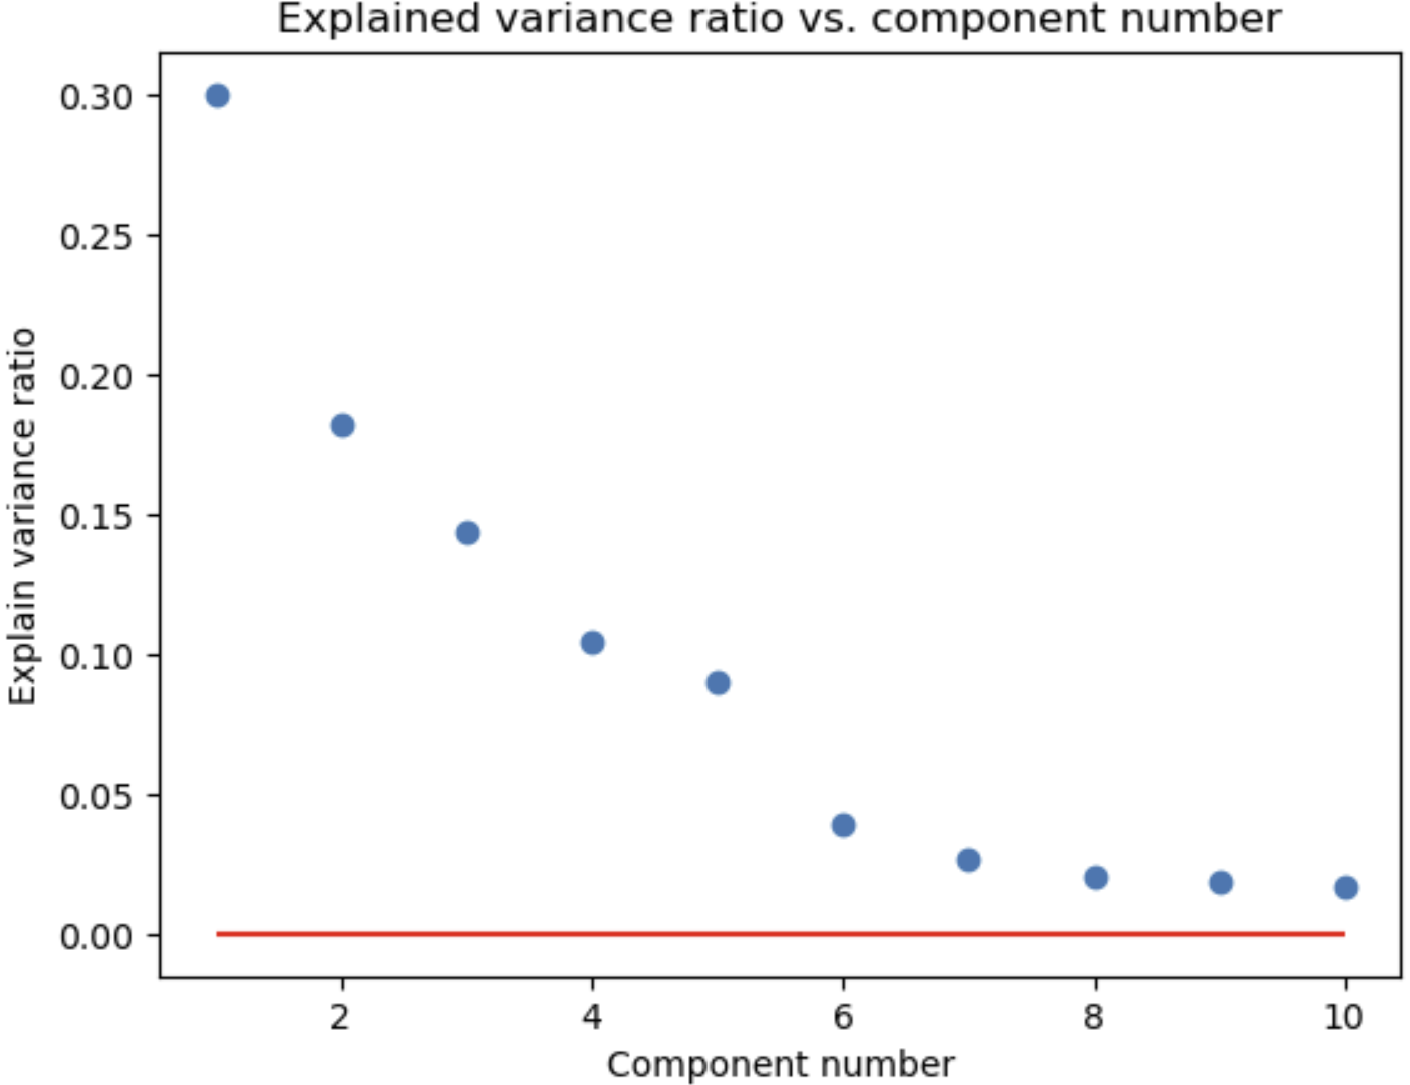 Explained variance ratio vs. component number
0.30
0.25
0.20
0.15
0.10
0.05
0.00
Explain variance ratio
2 4 6 8 10
Component number